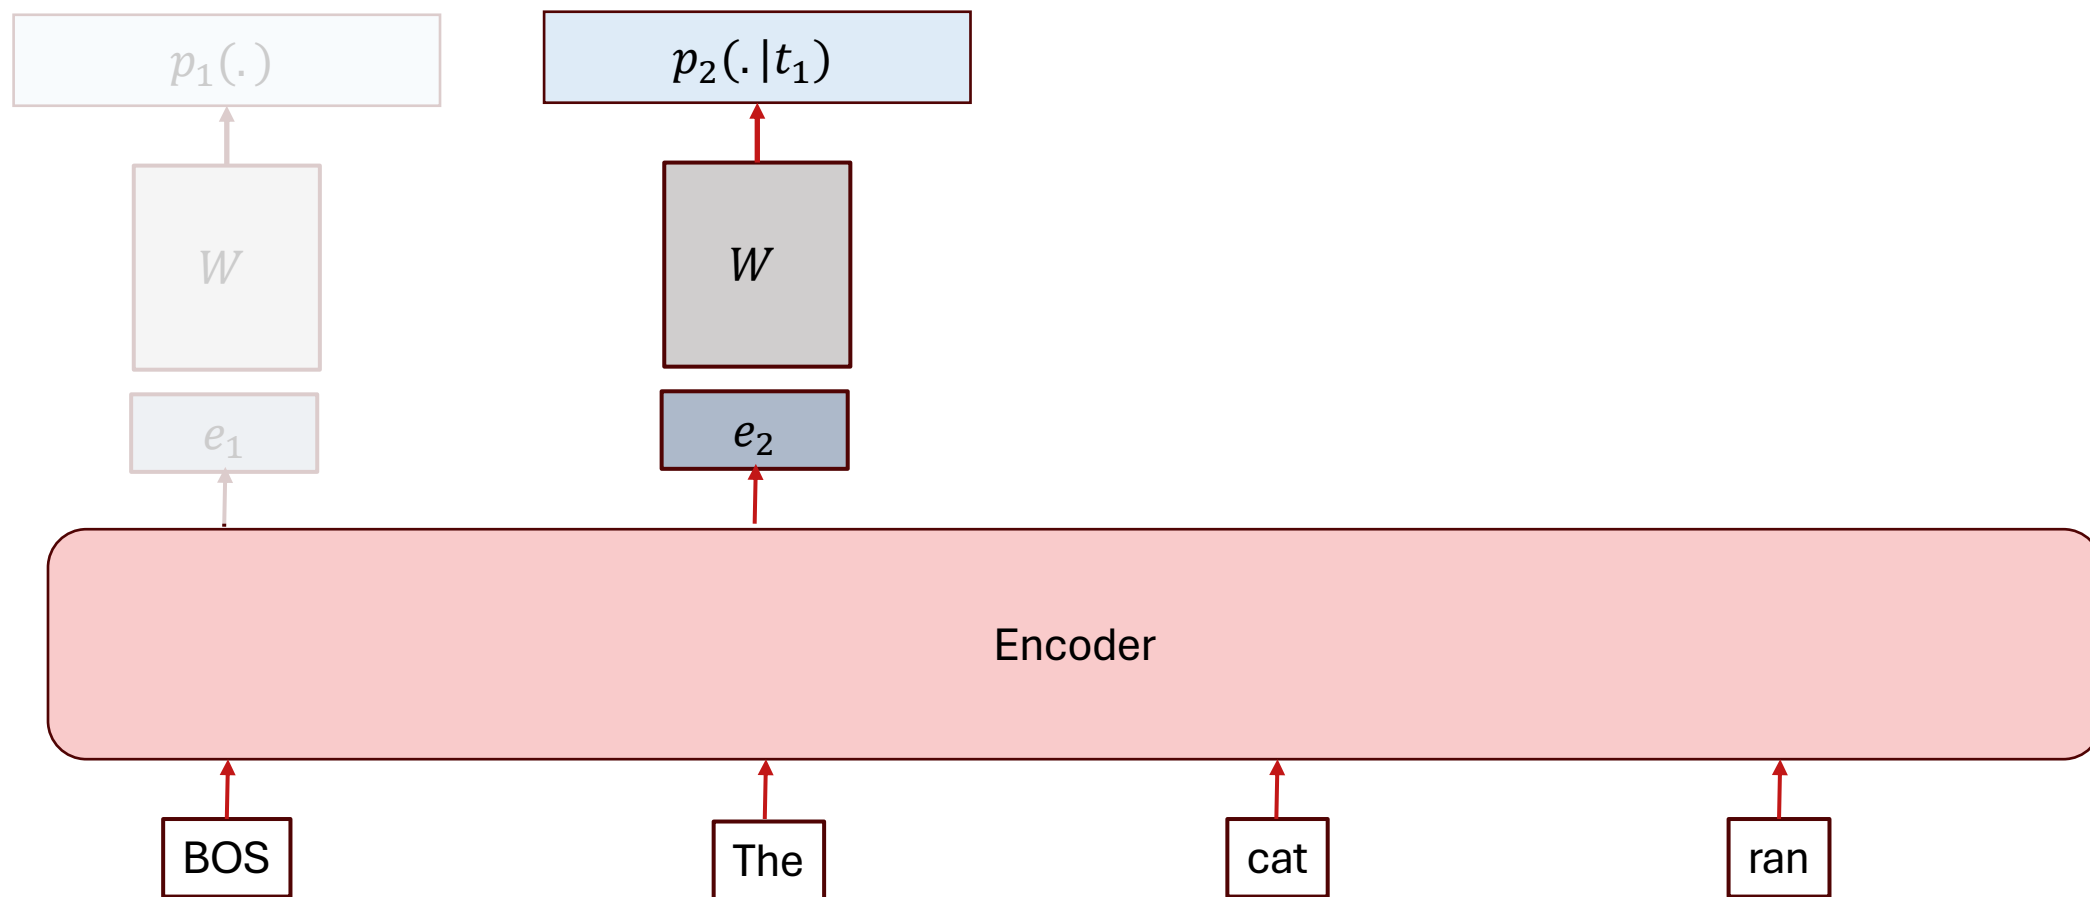 p₁(.)
p₂(.|t₁)
W
W
e₁
e₂
Encoder
BOS
The
cat
ran